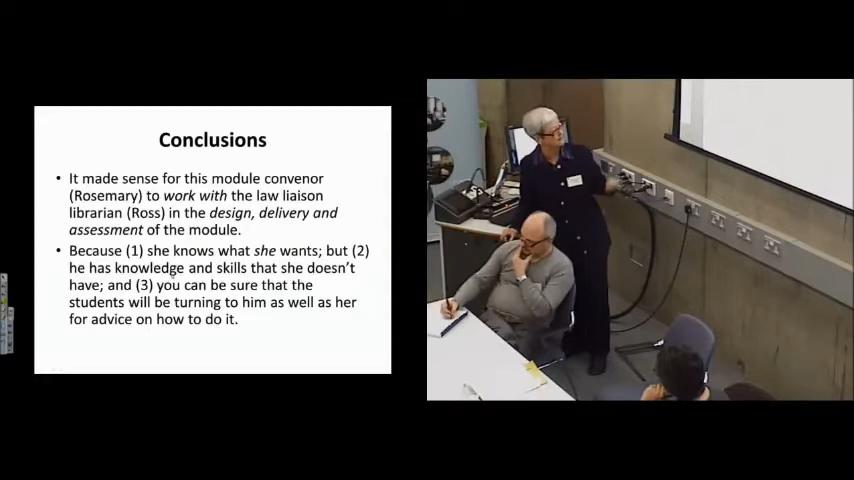 Conclusions
• It made sense for this module convenor
(Rosemary) to work with the law liaison
librarian (Ross) in the design, delivery and
assessment of the module.
• Because (1) she knows what she wants; but (2)
he has knowledge and skills that she doesn't
have; and (3) you can be sure that the
students will be turning to him as well as her
for advice on how to do it.